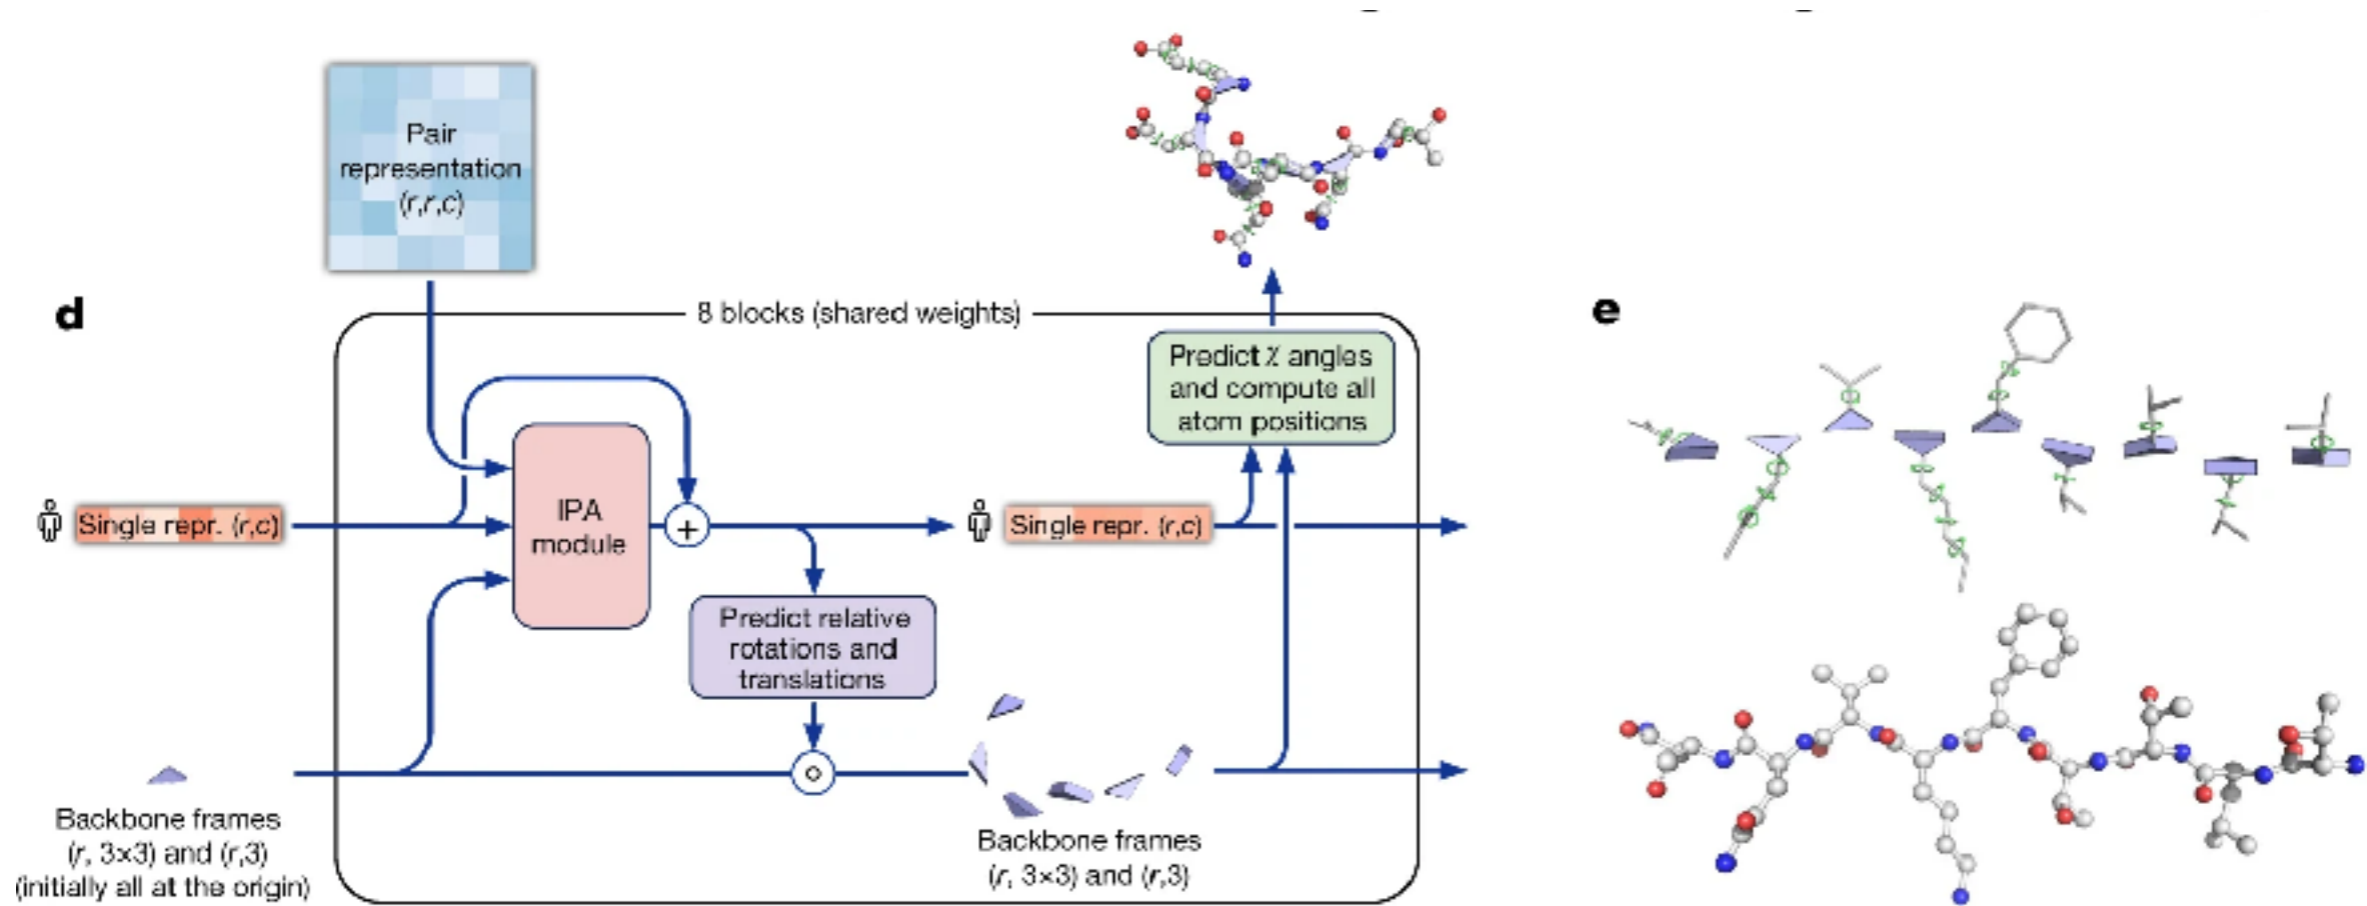 Pair
representation
(r,r,c)
d
8 blocks (shared weights)
e
Predict χ angles
and compute all
atom positions
IPA
module
+
Single repr. (r,c)
Single repr. (r,c)
Predict relative
rotations and
translations
Backbone frames
(r, 3×3) and (r,3)
(initially all at the origin)
Backbone frames
(r, 3×3) and (r,3)